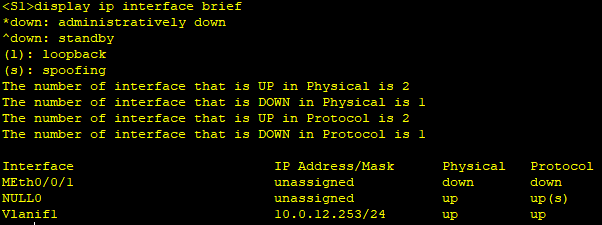 <S1>display ip interface brief
*down: administratively down
^down: standby
(l): loopback
(s): spoofing
The number of interface that is UP in Physical is 2
The number of interface that is DOWN in Physical is 1
The number of interface that is UP in Protocol is 2
The number of interface that is DOWN in Protocol is 1
Interface IP Address/Mask Physical Protocol
MEth0/0/1 unassigned down down
NULL0 unassigned up up(s)
Vlanif1 10.0.12.253/24 up up